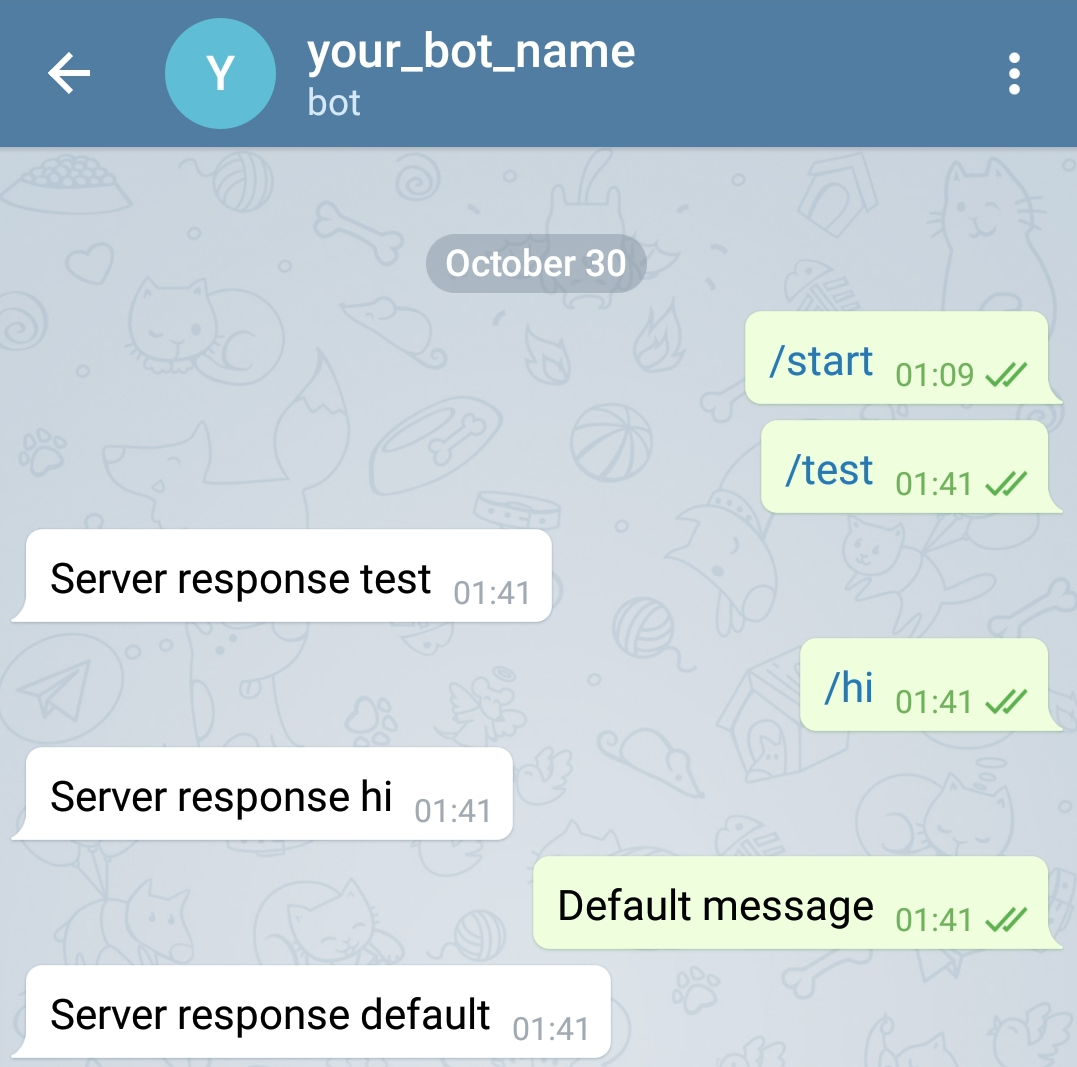 Y
your_bot_name
bot
October 30
/start 01:09
/test 01:41
Server response test 01:41
/hi 01:41
Server response hi 01:41
Default message 01:41
Server response default 01:41